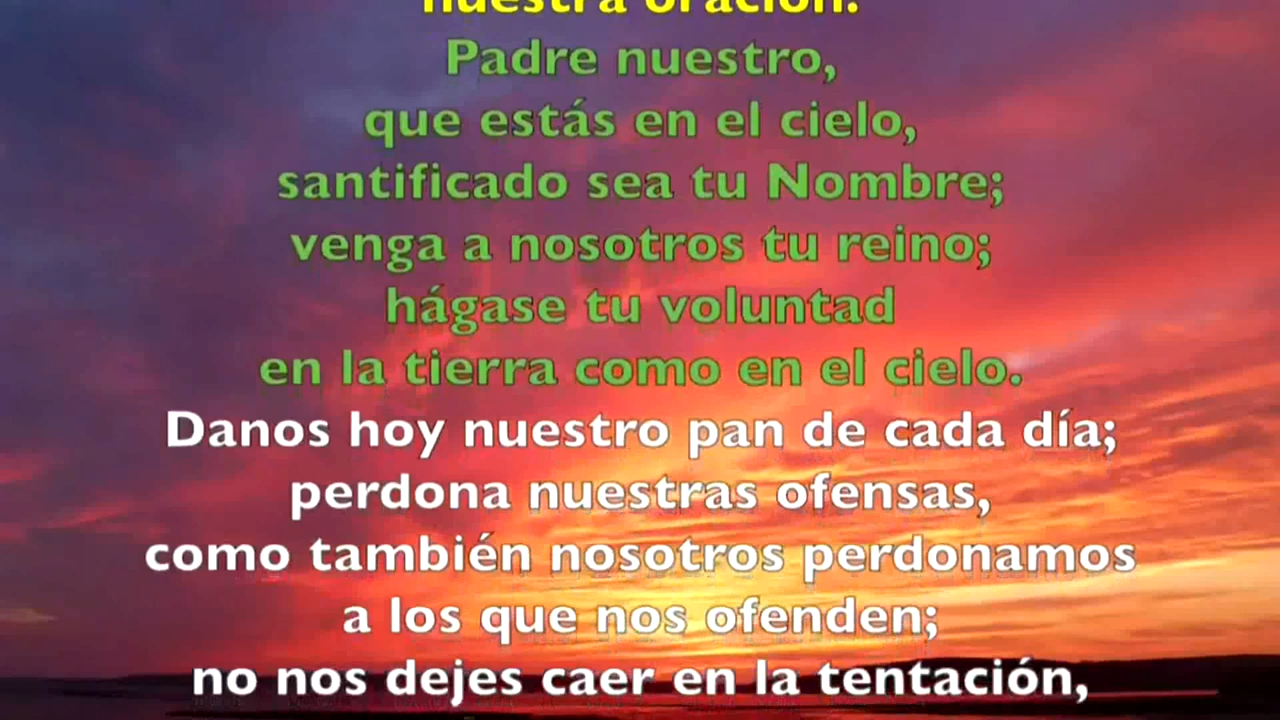 nuestra oración.
Padre nuestro,
que estás en el cielo,
santificado sea tu Nombre;
venga a nosotros tu reino;
hágase tu voluntad
en la tierra como en el cielo.
Danos hoy nuestro pan de cada día;
perdona nuestras ofensas,
como también nosotros perdonamos
a los que nos ofenden;
no nos dejes caer en la tentación,